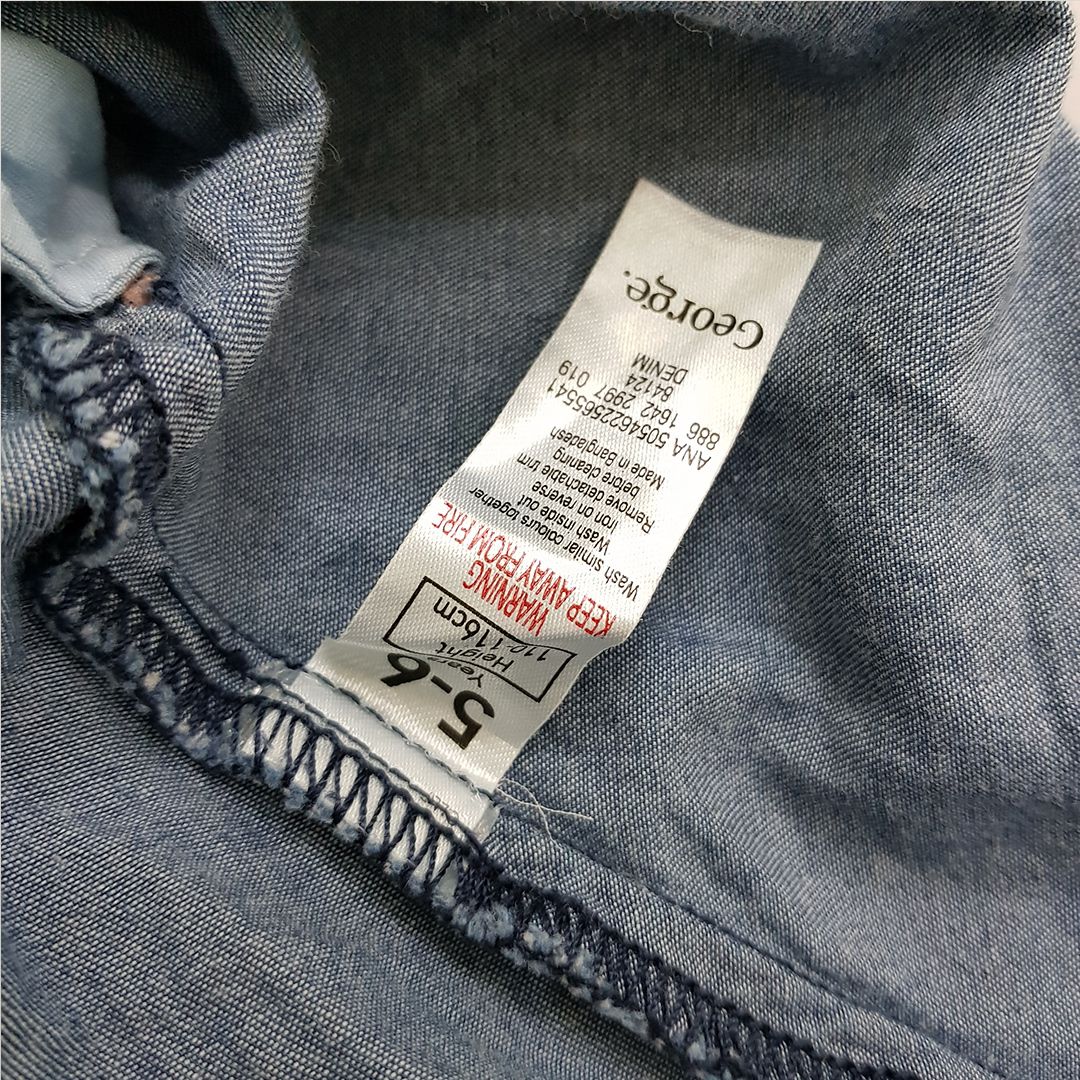 5-6
Years
Height
110-116cm
WARNING
KEEP AWAY FROM FIRE
Wash similar colours together
Wash inside out
Iron on reverse
Remove detachable trim
before cleaning
Made in Bangladesh
ANA 5054622565541
886 1642 2997 019
84124
DENIM
George.